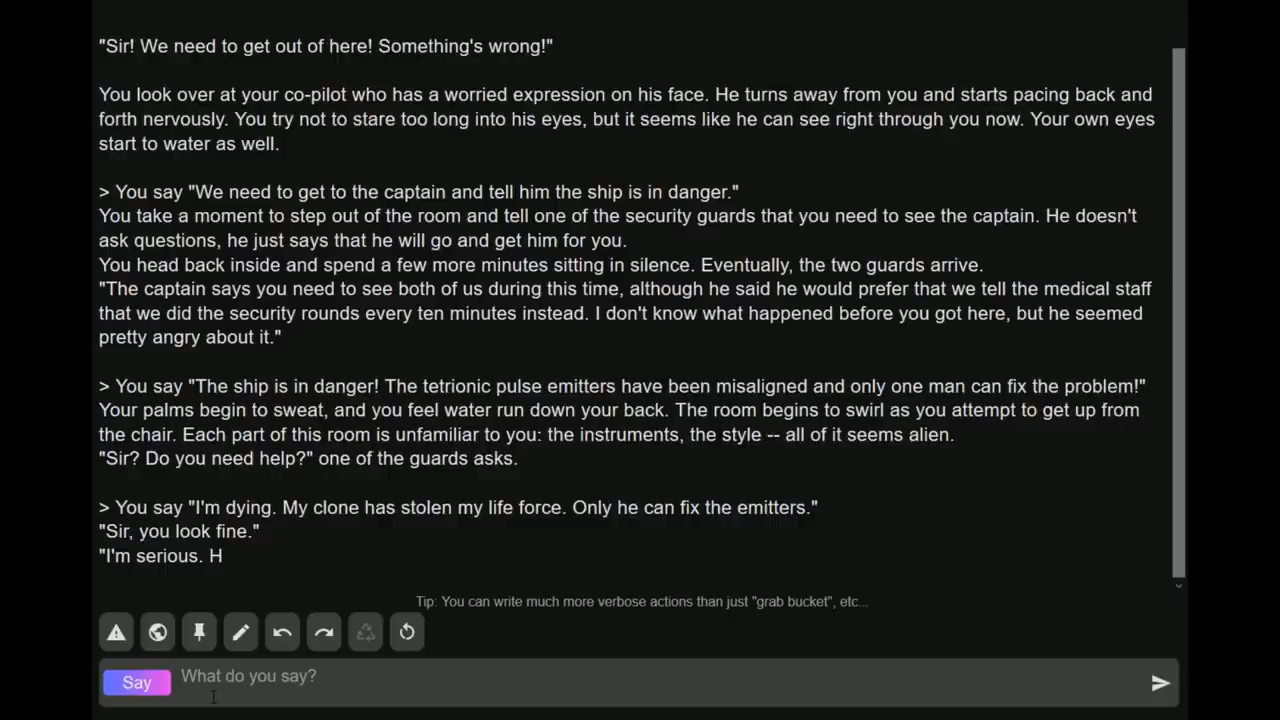 "Sir! We need to get out of here! Something's wrong!"
You look over at your co-pilot who has a worried expression on his face. He turns away from you and starts pacing back and
forth nervously. You try not to stare too long into his eyes, but it seems like he can see right through you now. Your own eyes
start to water as well.
> You say "We need to get to the captain and tell him the ship is in danger."
You take a moment to step out of the room and tell one of the security guards that you need to see the captain. He doesn't
ask questions, he just says that he will go and get him for you.
You head back inside and spend a few more minutes sitting in silence. Eventually, the two guards arrive.
"The captain says you need to see both of us during this time, although he said he would prefer that we tell the medical staff
that we did the security rounds every ten minutes instead. I don't know what happened before you got here, but he seemed
pretty angry about it."
> You say "The ship is in danger! The tetrionic pulse emitters have been misaligned and only one man can fix the problem!"
Your palms begin to sweat, and you feel water run down your back. The room begins to swirl as you attempt to get up from
the chair. Each part of this room is unfamiliar to you: the instruments, the style -- all of it seems alien.
"Sir? Do you need help?" one of the guards asks.
> You say "I'm dying. My clone has stolen my life force. Only he can fix the emitters."
"Sir, you look fine."
"I'm serious. H
Tip: You can write much more verbose actions than just "grab bucket", etc...
Say What do you say?